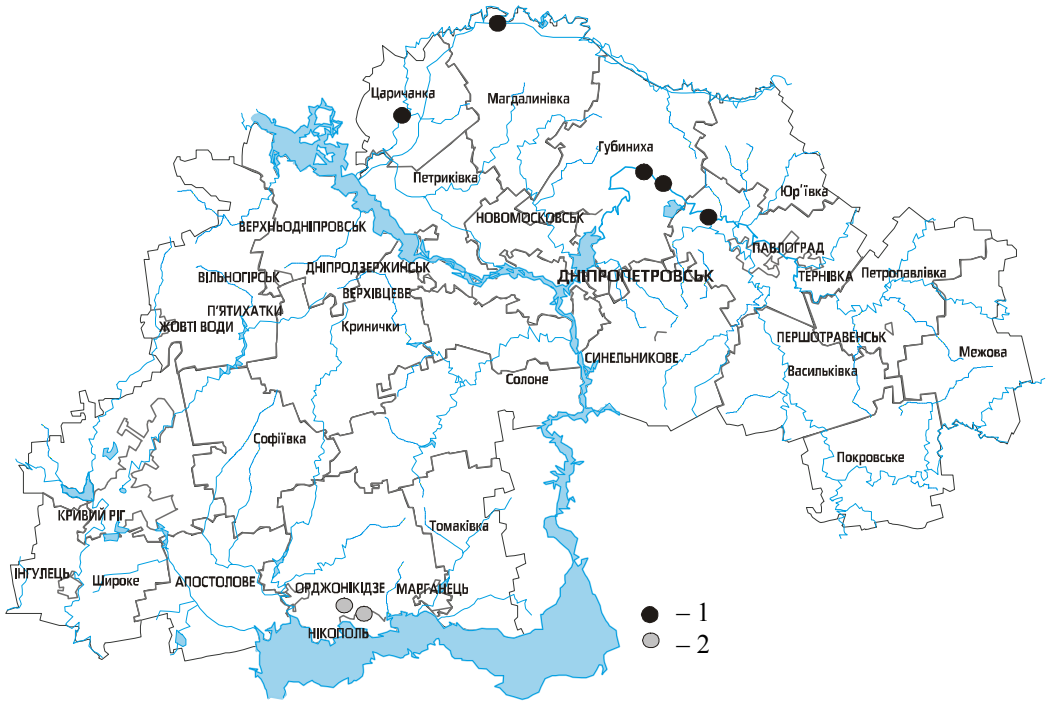 Царичанка
Магдалинівка
Губиниха
Петриківка
Юр'ївка
НОВОМОСКОВСЬК
ВЕРХНЬОДНІПРОВСЬК
ПАВЛОГРАД
ДНІПРОДЗЕРЖИНСЬК
ДНІПРОПЕТРОВСЬК
ТЕРНІВКА
Петропавлівка
ВІЛЬНОГІРСЬК
ВЕРХІВЦЕВЕ
П'ЯТИХАТКИ
ЖОВТІ ВОДИ
Кринички
ПЕРШОТРАВЕНСЬК
Межова
СИНЕЛЬНИКОВЕ
Васильківка
Солоне
Софіївка
Покровське
КРИВИЙ РІГ
Томаківка
ІНГУЛЕЦЬ
Широке
АПОСТОЛОВЕ
ОРДЖОНІКІДЗЕ
МАРГАНЕЦЬ
НІКОПОЛЬ
– 1
– 2